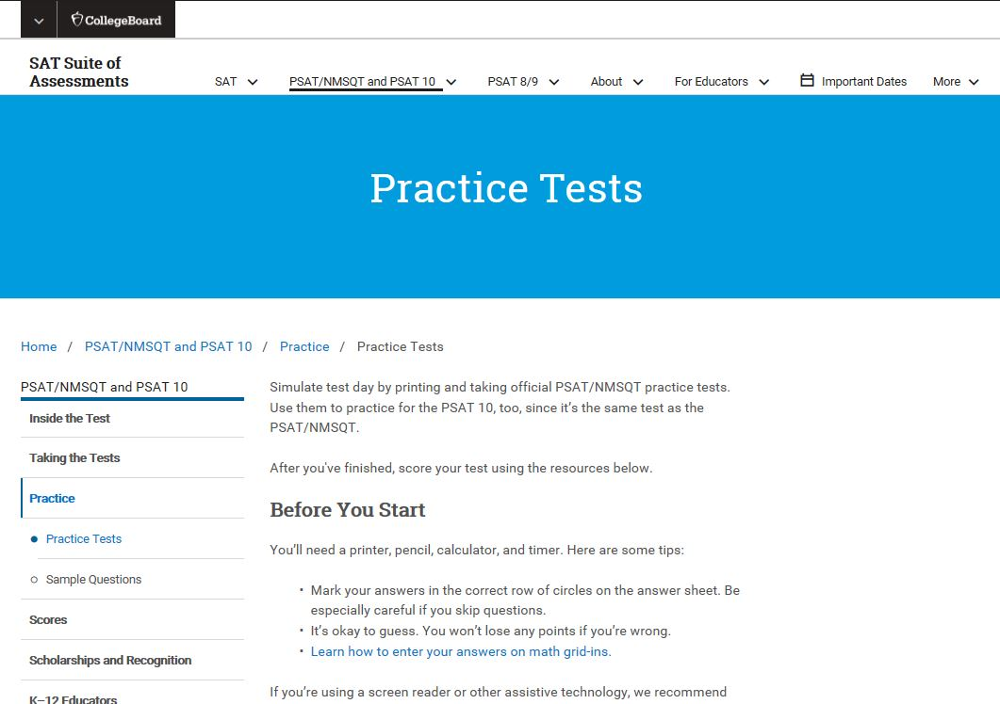 CollegeBoard
SAT Suite of
Assessments
SAT
PSAT/NMSQT and PSAT 10
PSAT 8/9
About
For Educators
Important Dates
More
Practice Tests
Home / PSAT/NMSQT and PSAT 10 / Practice / Practice Tests
PSAT/NMSQT and PSAT 10
Inside the Test
Taking the Tests
Practice
Practice Tests
Sample Questions
Scores
Scholarships and Recognition
K–12 Educators
Simulate test day by printing and taking official PSAT/NMSQT practice tests.
Use them to practice for the PSAT 10, too, since it’s the same test as the
PSAT/NMSQT.
After you've finished, score your test using the resources below.
Before You Start
You’ll need a printer, pencil, calculator, and timer. Here are some tips:
• Mark your answers in the correct row of circles on the answer sheet. Be
especially careful if you skip questions.
• It’s okay to guess. You won’t lose any points if you’re wrong.
• Learn how to enter your answers on math grid-ins.
If you’re using a screen reader or other assistive technology, we recommend